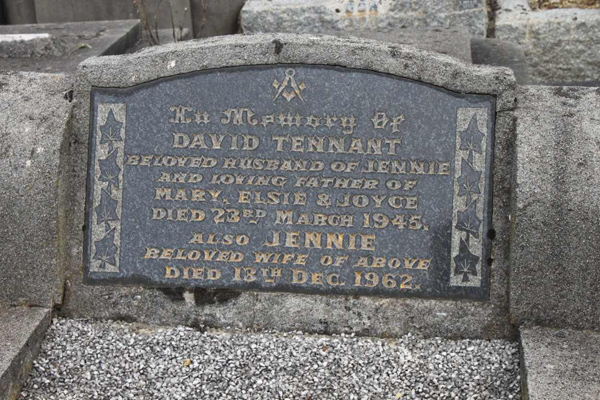 In Memory Of
DAVID TENNANT
BELOVED HUSBAND OF JENNIE
AND LOVING FATHER OF
MARY, ELSIE & JOYCE
DIED 23RD MARCH 1945.
ALSO JENNIE
BELOVED WIFE OF ABOVE
DIED 13TH DEC. 1962.